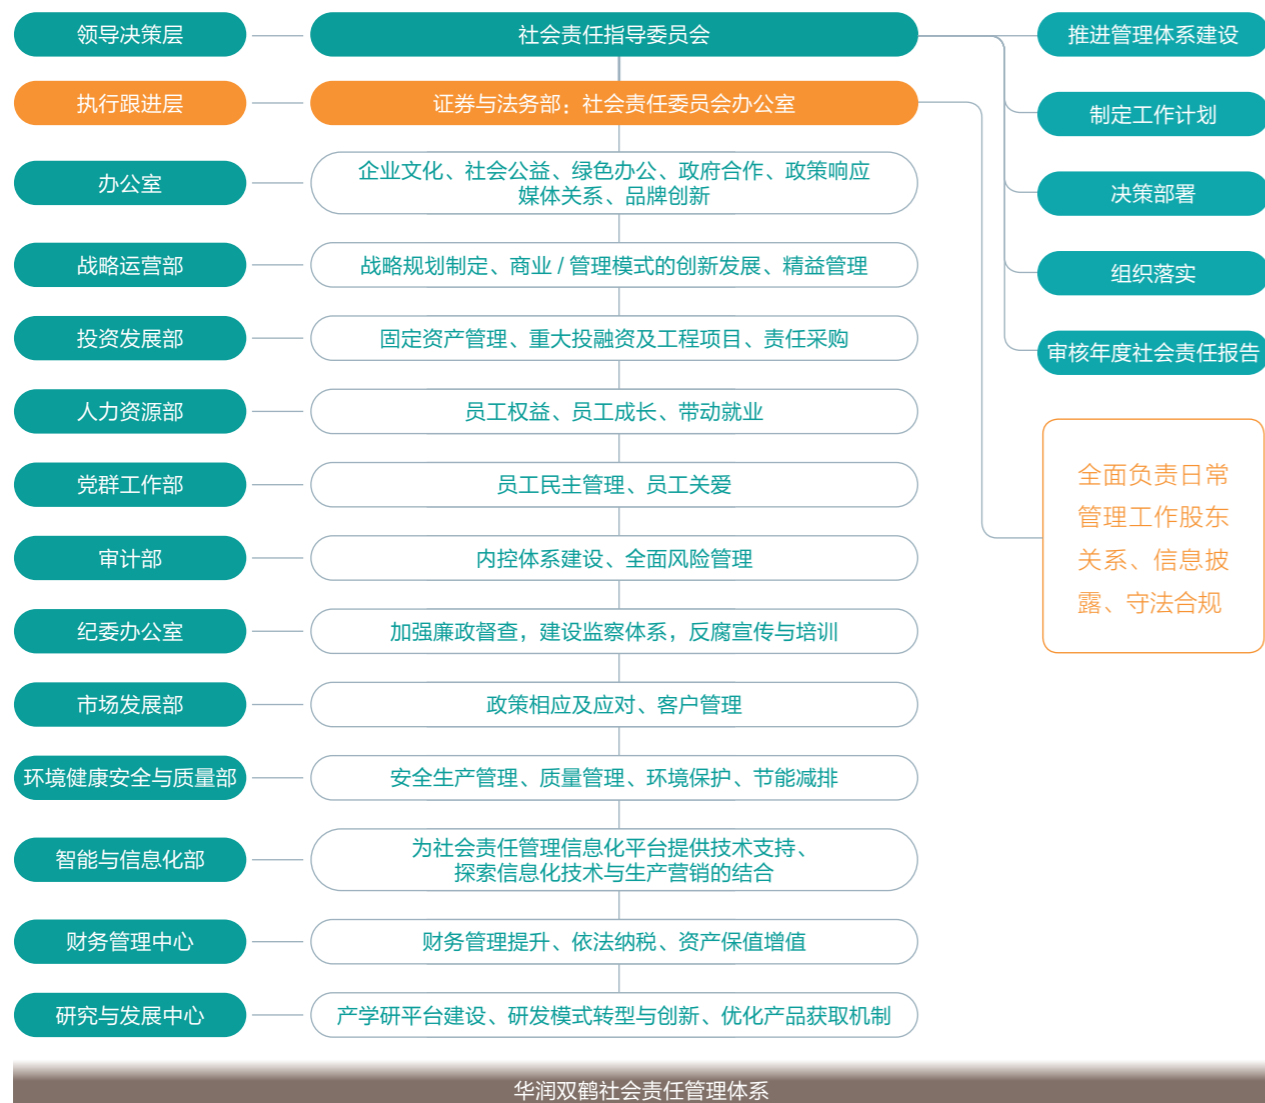 领导决策层
社会责任指导委员会
推进管理体系建设
执行跟进层
证券与法务部：社会责任委员会办公室
制定工作计划
决策部署
组织落实
审核年度社会责任报告
全面负责日常
管理工作股东
关系、信息披
露、守法合规
办公室
企业文化、社会公益、绿色办公、政府合作、政策响应
媒体关系、品牌创新
战略运营部
战略规划制定、商业 / 管理模式的创新发展、精益管理
投资发展部
固定资产管理、重大投融资及工程项目、责任采购
人力资源部
员工权益、员工成长、带动就业
党群工作部
员工民主管理、员工关爱
审计部
内控体系建设、全面风险管理
纪委办公室
加强廉政督查，建设监察体系，反腐宣传与培训
市场发展部
政策相应及应对、客户管理
环境健康安全与质量部
安全生产管理、质量管理、环境保护、节能减排
智能与信息化部
为社会责任管理信息化平台提供技术支持、
探索信息化技术与生产营销的结合
财务管理中心
财务管理提升、依法纳税、资产保值增值
研究与发展中心
产学研平台建设、研发模式转型与创新、优化产品获取机制
华润双鹤社会责任管理体系